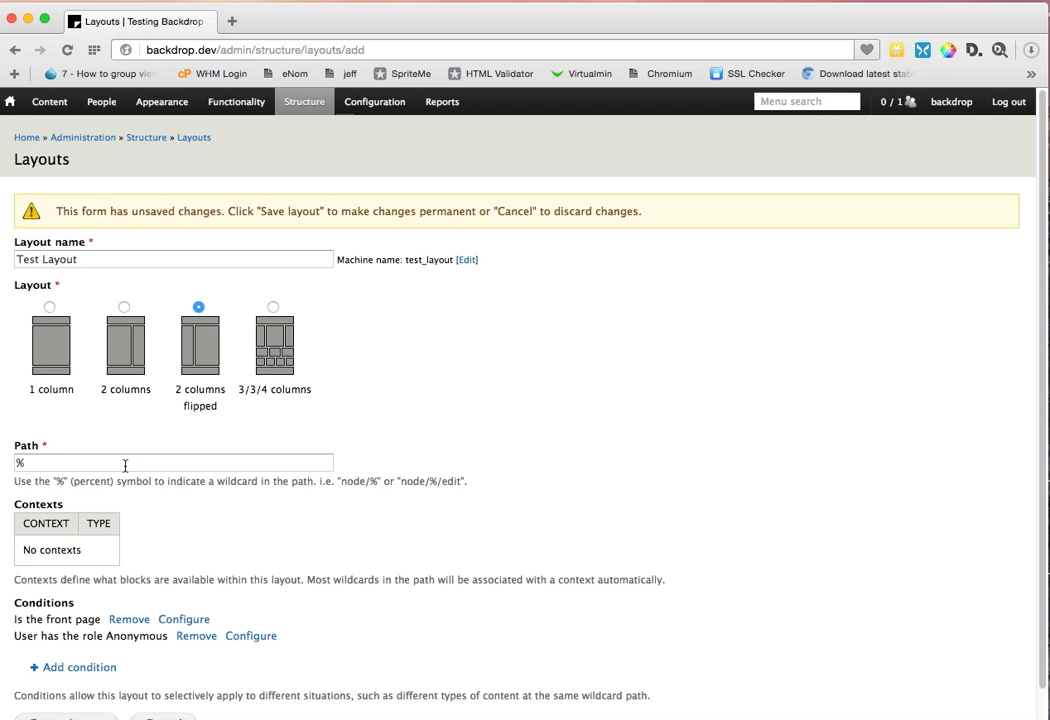 Layouts | Testing Backdrop
backdrop.dev/admin/structure/layouts/add
7 - How to group view WHM Login eNom jeff SpriteMe HTML Validator Virtualmin Chromium SSL Checker Download latest stab »
Content People Appearance Functionality Structure Configuration Reports Menu search 0 / 1 backdrop Log out
Home » Administration » Structure » Layouts
Layouts
This form has unsaved changes. Click "Save layout" to make changes permanent or "Cancel" to discard changes.
Layout name *
Test Layout Machine name: test_layout [Edit]
Layout *
1 column 2 columns 2 columns flipped 3/3/4 columns
Path *
%
Use the "%" (percent) symbol to indicate a wildcard in the path. i.e. "node/%" or "node/%/edit".
Contexts
CONTEXT TYPE
No contexts
Contexts define what blocks are available within this layout. Most wildcards in the path will be associated with a context automatically.
Conditions
Is the front page Remove Configure
User has the role Anonymous Remove Configure
+ Add condition
Conditions allow this layout to selectively apply to different situations, such as different types of content at the same wildcard path.